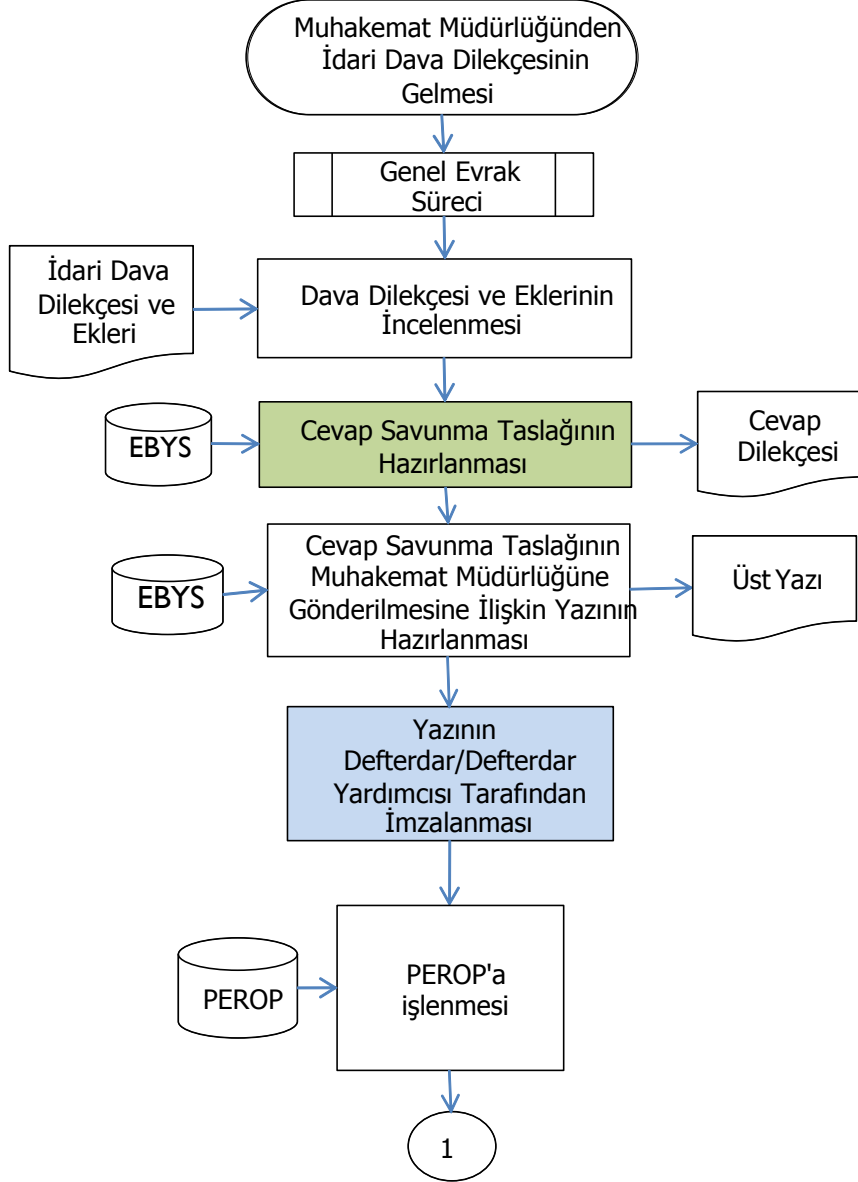 Muhakemat Müdürlüğünden
İdari Dava Dilekçesinin
Gelmesi
Genel Evrak
Süreci
İdari Dava
Dilekçesi ve
Ekleri
Dava Dilekçesi ve Eklerinin
İncelenmesi
EBYS
Cevap Savunma Taslağının
Hazırlanması
Cevap
Dilekçesi
EBYS
Cevap Savunma Taslağının
Muhakemat Müdürlüğüne
Gönderilmesine İlişkin Yazının
Hazırlanması
Üst Yazı
Yazının
Defterdar/Defterdar
Yardımcısı Tarafından
İmzalanması
PEROP
PEROP'a
işlenmesi
1